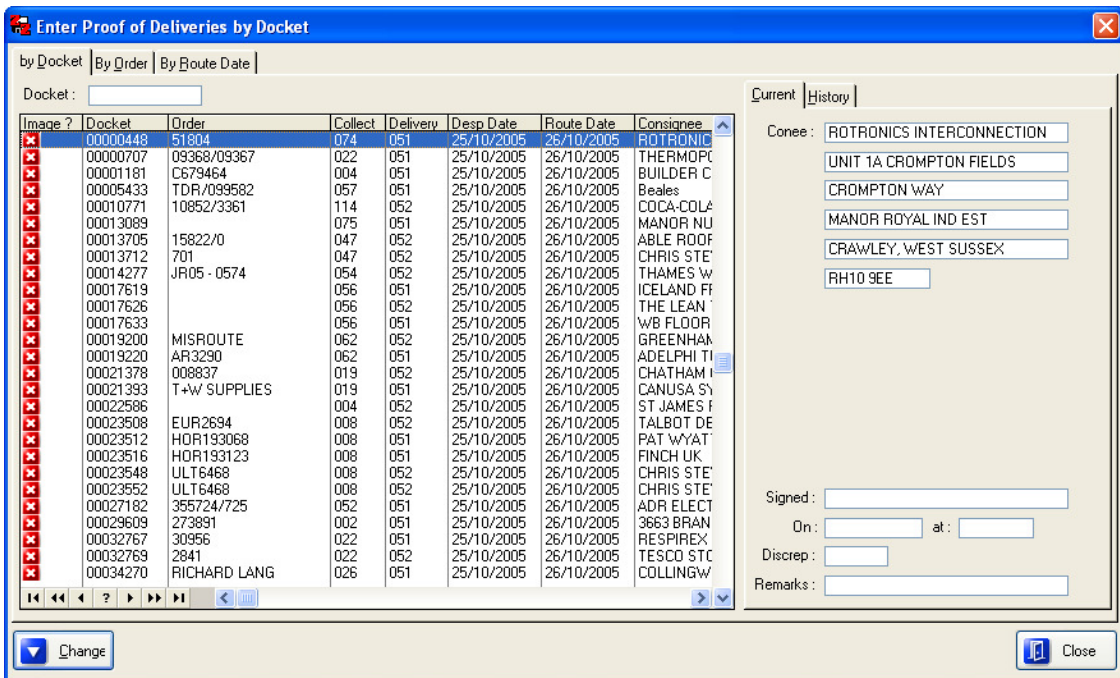 Enter Proof of Deliveries by Docket
by Docket By Order By Route Date
Docket :
Image ? Docket Order Collect Delivery Desp Date Route Date Consignee
00000448 51804 074 051 25/10/2005 26/10/2005 ROTRONIC
00000707 09368/09367 022 051 25/10/2005 26/10/2005 THERMOPO
00001181 C679464 004 051 25/10/2005 26/10/2005 BUILDER C
00005433 TDR/099582 057 051 25/10/2005 26/10/2005 Beales
00010771 10852/3361 114 052 25/10/2005 26/10/2005 COCA-COLA
00013089 075 051 25/10/2005 26/10/2005 MANOR NU
00013705 15822/0 047 052 25/10/2005 26/10/2005 ABLE ROOF
00013712 701 047 052 25/10/2005 26/10/2005 CHRIS STE
00014277 JR05 - 0574 054 052 25/10/2005 26/10/2005 THAMES W
00017619 056 051 25/10/2005 26/10/2005 ICELAND FR
00017626 056 052 25/10/2005 26/10/2005 THE LEAN
00017633 056 051 25/10/2005 26/10/2005 WB FLOOR
00019200 MISROUTE 062 052 25/10/2005 26/10/2005 GREENHAM
00019220 AR3290 062 051 25/10/2005 26/10/2005 ADELPHI
00021378 008837 019 052 25/10/2005 26/10/2005 CHATHAM
00021393 T+W SUPPLIES 019 051 25/10/2005 26/10/2005 CANUSA SY
00022586 004 052 25/10/2005 26/10/2005 ST JAMES
00023508 EUR2694 008 052 25/10/2005 26/10/2005 TALBOT DE
00023512 HOR193068 008 051 25/10/2005 26/10/2005 PAT WYAT
00023516 HOR193123 008 051 25/10/2005 26/10/2005 FINCH UK
00023548 ULT6468 008 052 25/10/2005 26/10/2005 CHRIS STE
00023552 ULT6468 008 052 25/10/2005 26/10/2005 CHRIS STE
00027182 355724/725 052 051 25/10/2005 26/10/2005 ADR ELECT
00029609 273891 002 051 25/10/2005 26/10/2005 3663 BRAN
00032767 30956 022 051 25/10/2005 26/10/2005 RESPIREX
00032769 2841 022 052 25/10/2005 26/10/2005 TESCO STO
00034270 RICHARD LANG 026 051 25/10/2005 26/10/2005 COLLINGW
?
Current History
Conee : ROTRONICS INTERCONNECTION
UNIT 1A CROMPTON FIELDS
CROMPTON WAY
MANOR ROYAL IND EST
CRAWLEY, WEST SUSSEX
RH10 9EE
Signed :
On : at :
Discrep :
Remarks :
Change
Close